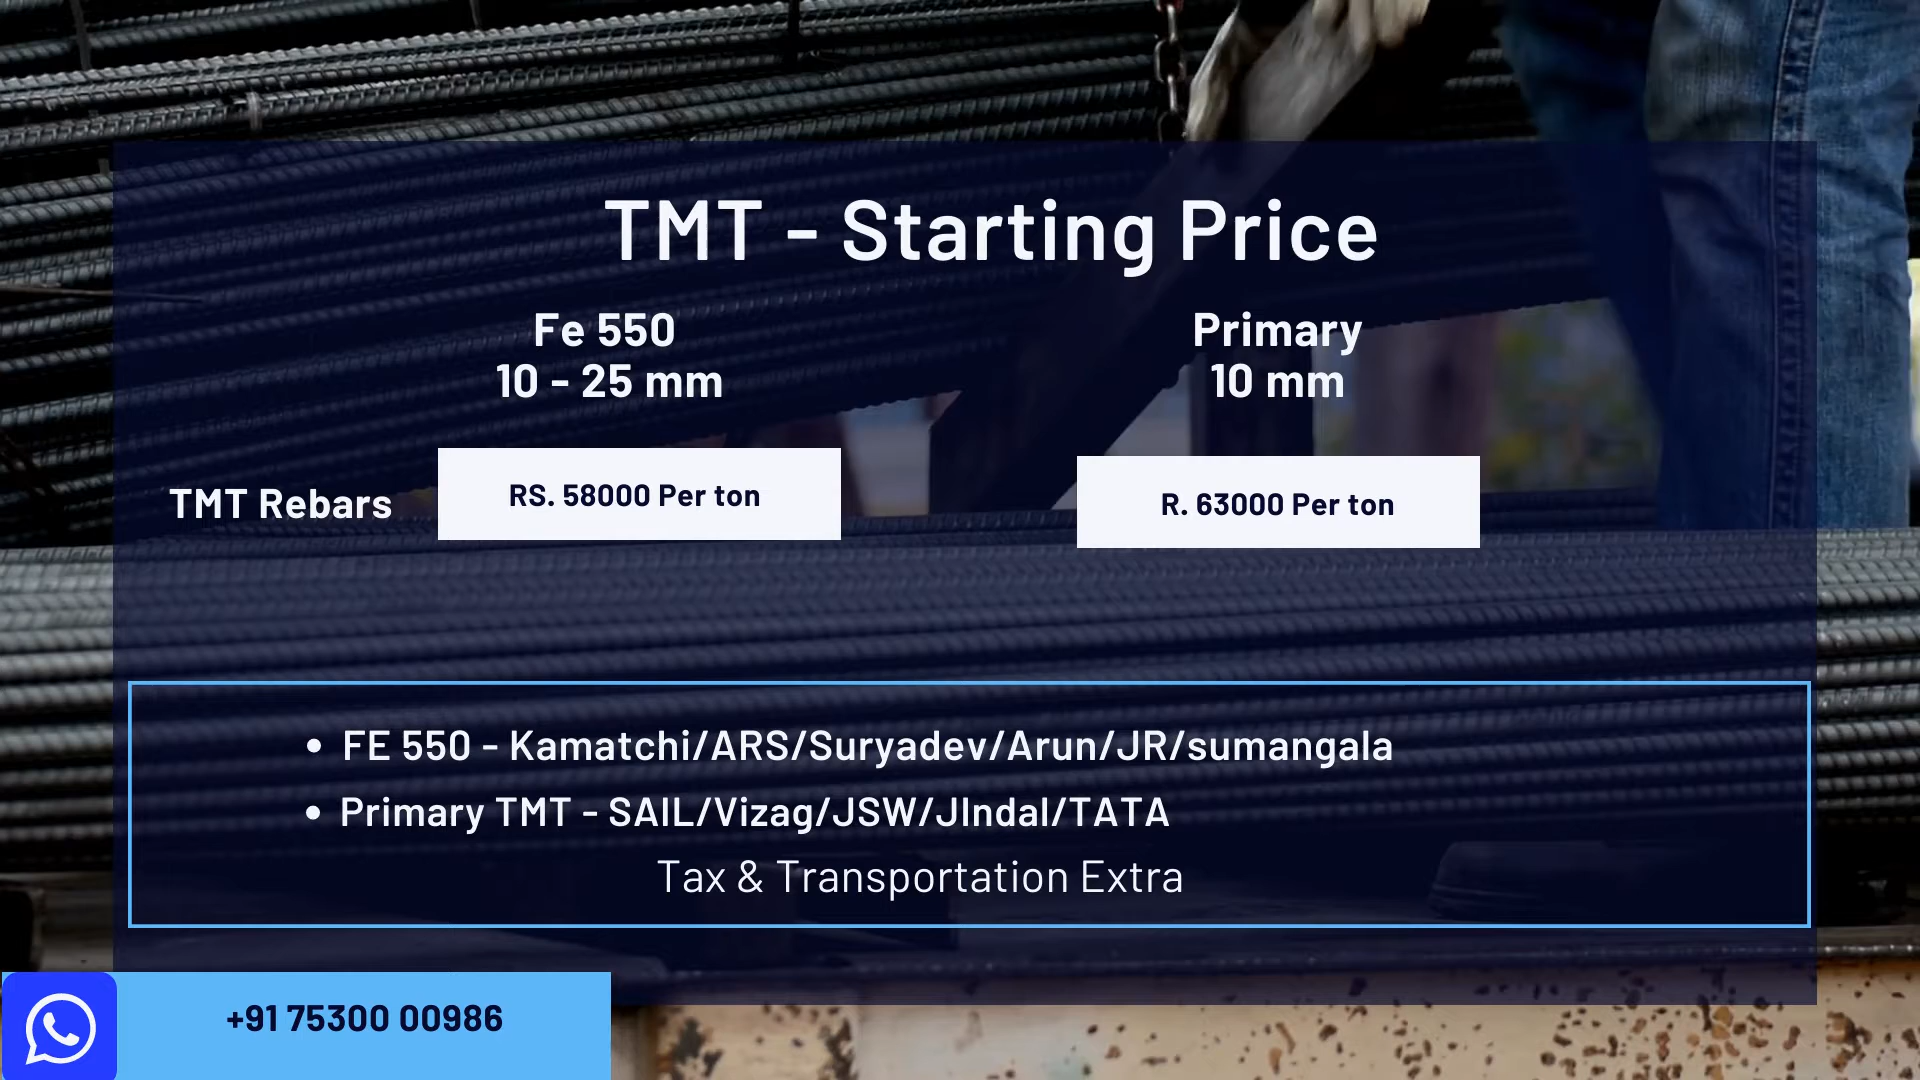 TMT - Starting Price
Fe 550
10 - 25 mm
Primary
10 mm
TMT Rebars
RS. 58000 Per ton
R. 63000 Per ton
• FE 550 - Kamatchi/ARS/Suryadev/Arun/JR/sumangala
• Primary TMT - SAIL/Vizag/JSW/JIndal/TATA
Tax & Transportation Extra
+91 75300 00986